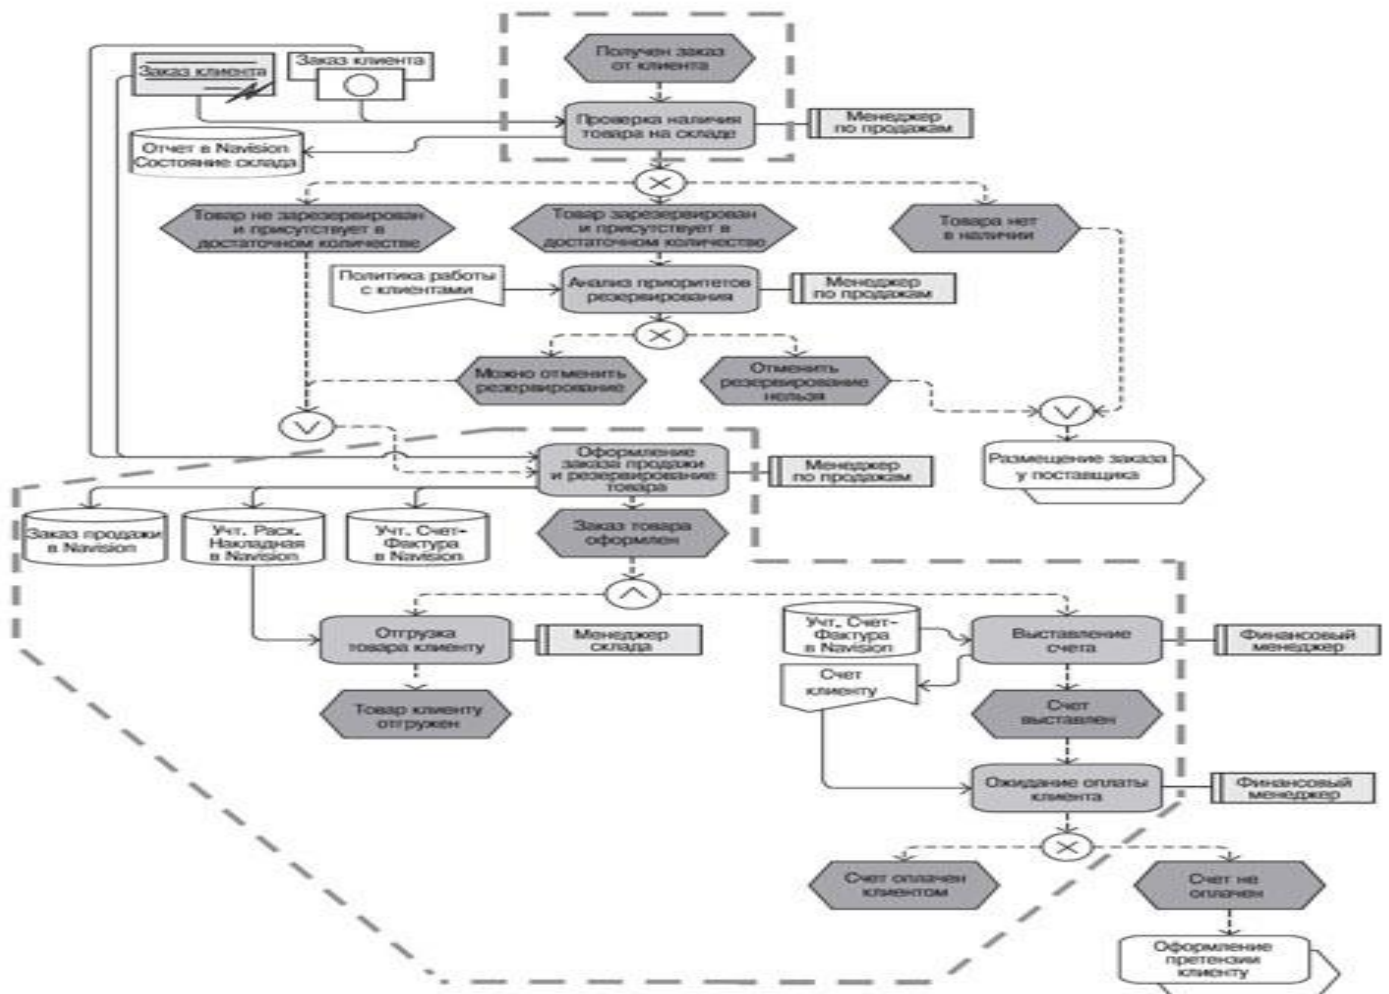 Получен заказ
от клиента
Заказ клиента
Заказ клиента
Проверка наличия
товара на складе
Менеджер
по продажам
Отчет в Navision
Состояние склада
Товар не зарезервирован
и присутствует в
достаточном количестве
Товар зарезервирован
и присутствует в
достаточном количестве
Товара нет
в наличии
Политика работы
с клиентами
Анализ приоритетов
резервирования
Менеджер
по продажам
Можно отменить
резервирование
Отменить
резервирование
нельзя
Оформление
заказа продажи
и резервирование
товара
Менеджер
по продажам
Размещение заказа
у поставщика
Заказ продажи
в Navision
Учт. Расх.
Накладная
в Navision
Учт. Счет-
Фактура
в Navision
Заказ товара
оформлен
Отгрузка
товара клиенту
Менеджер
склада
Учт. Счет-
Фактура
в Navision
Выставление
счета
Финансовый
менеджер
Счет
клиенту
Товар клиенту
отгружен
Счет
выставлен
Ожидание оплаты
клиента
Финансовый
менеджер
Счет оплачен
клиентом
Счет не
оплачен
Оформление
претензии
клиенту